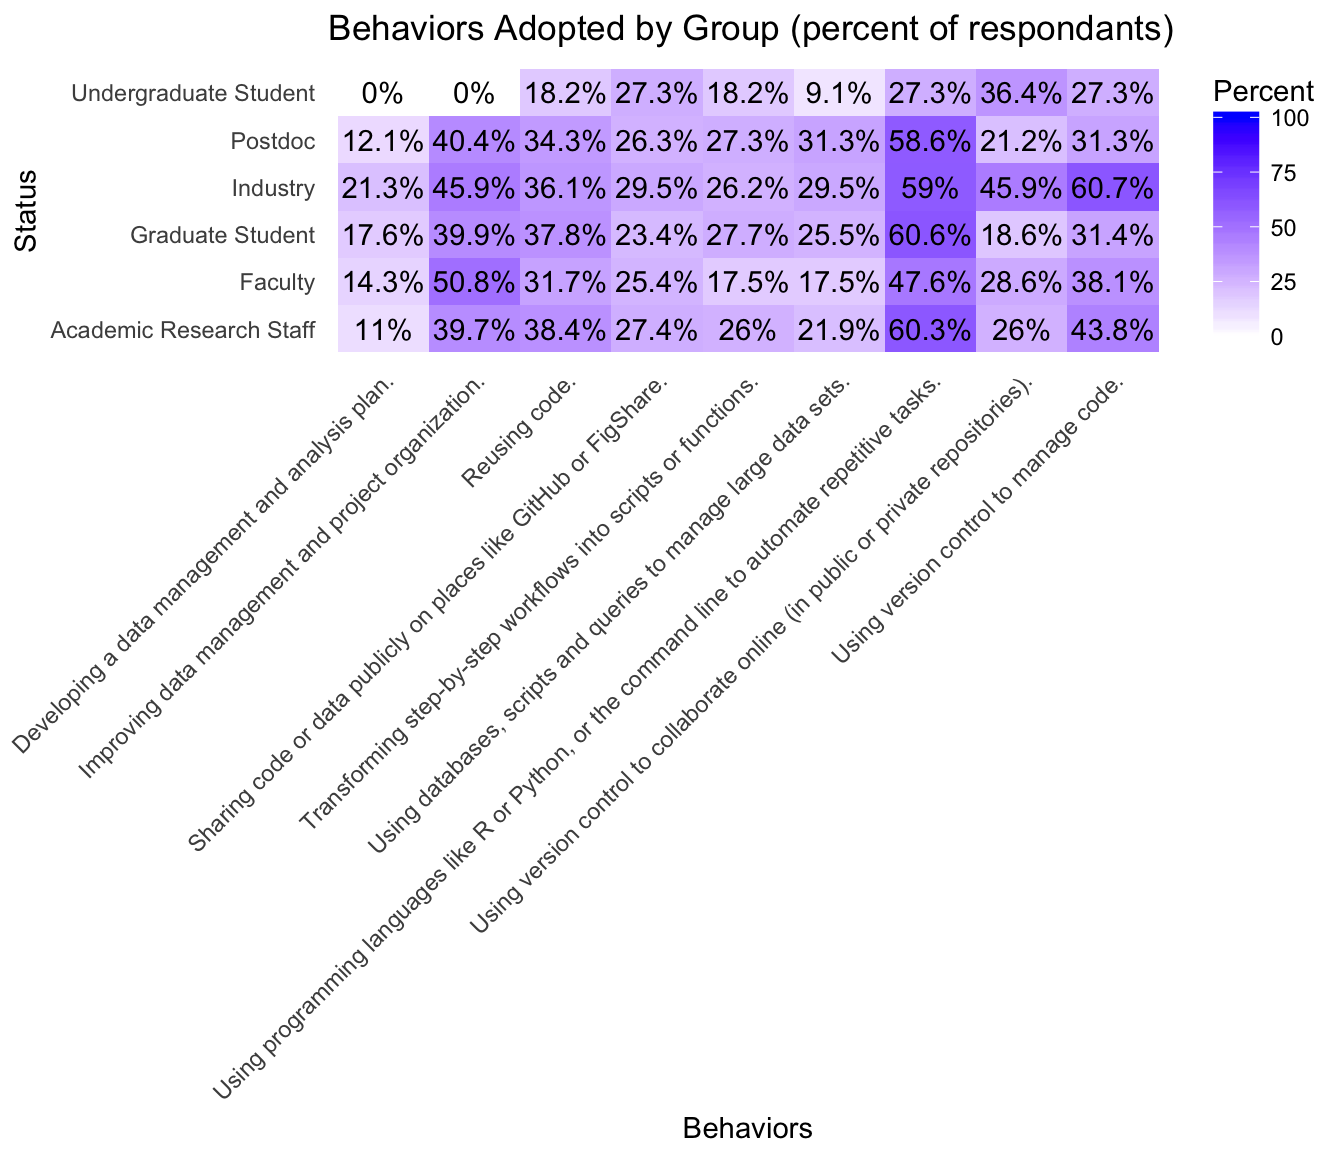 Behaviors Adopted by Group (percent of respondants)
Status
Undergraduate Student 0% 0% 18.2% 27.3% 18.2% 9.1% 27.3% 36.4% 27.3%
Postdoc 12.1% 40.4% 34.3% 26.3% 27.3% 31.3% 58.6% 21.2% 31.3%
Industry 21.3% 45.9% 36.1% 29.5% 26.2% 29.5% 59% 45.9% 60.7%
Graduate Student 17.6% 39.9% 37.8% 23.4% 27.7% 25.5% 60.6% 18.6% 31.4%
Faculty 14.3% 50.8% 31.7% 25.4% 17.5% 17.5% 47.6% 28.6% 38.1%
Academic Research Staff 11% 39.7% 38.4% 27.4% 26% 21.9% 60.3% 26% 43.8%
Percent
100
75
50
25
0
Developing a data management and analysis plan.
Improving data management and project organization.
Reusing code.
Sharing code or data publicly on places like GitHub or FigShare.
Transforming step-by-step workflows into scripts or functions.
Using databases, scripts and queries to manage large data sets.
Using programming languages like R or Python, or the command line to automate repetitive tasks.
Using version control to collaborate online (in public or private repositories).
Using version control to manage code.
Behaviors